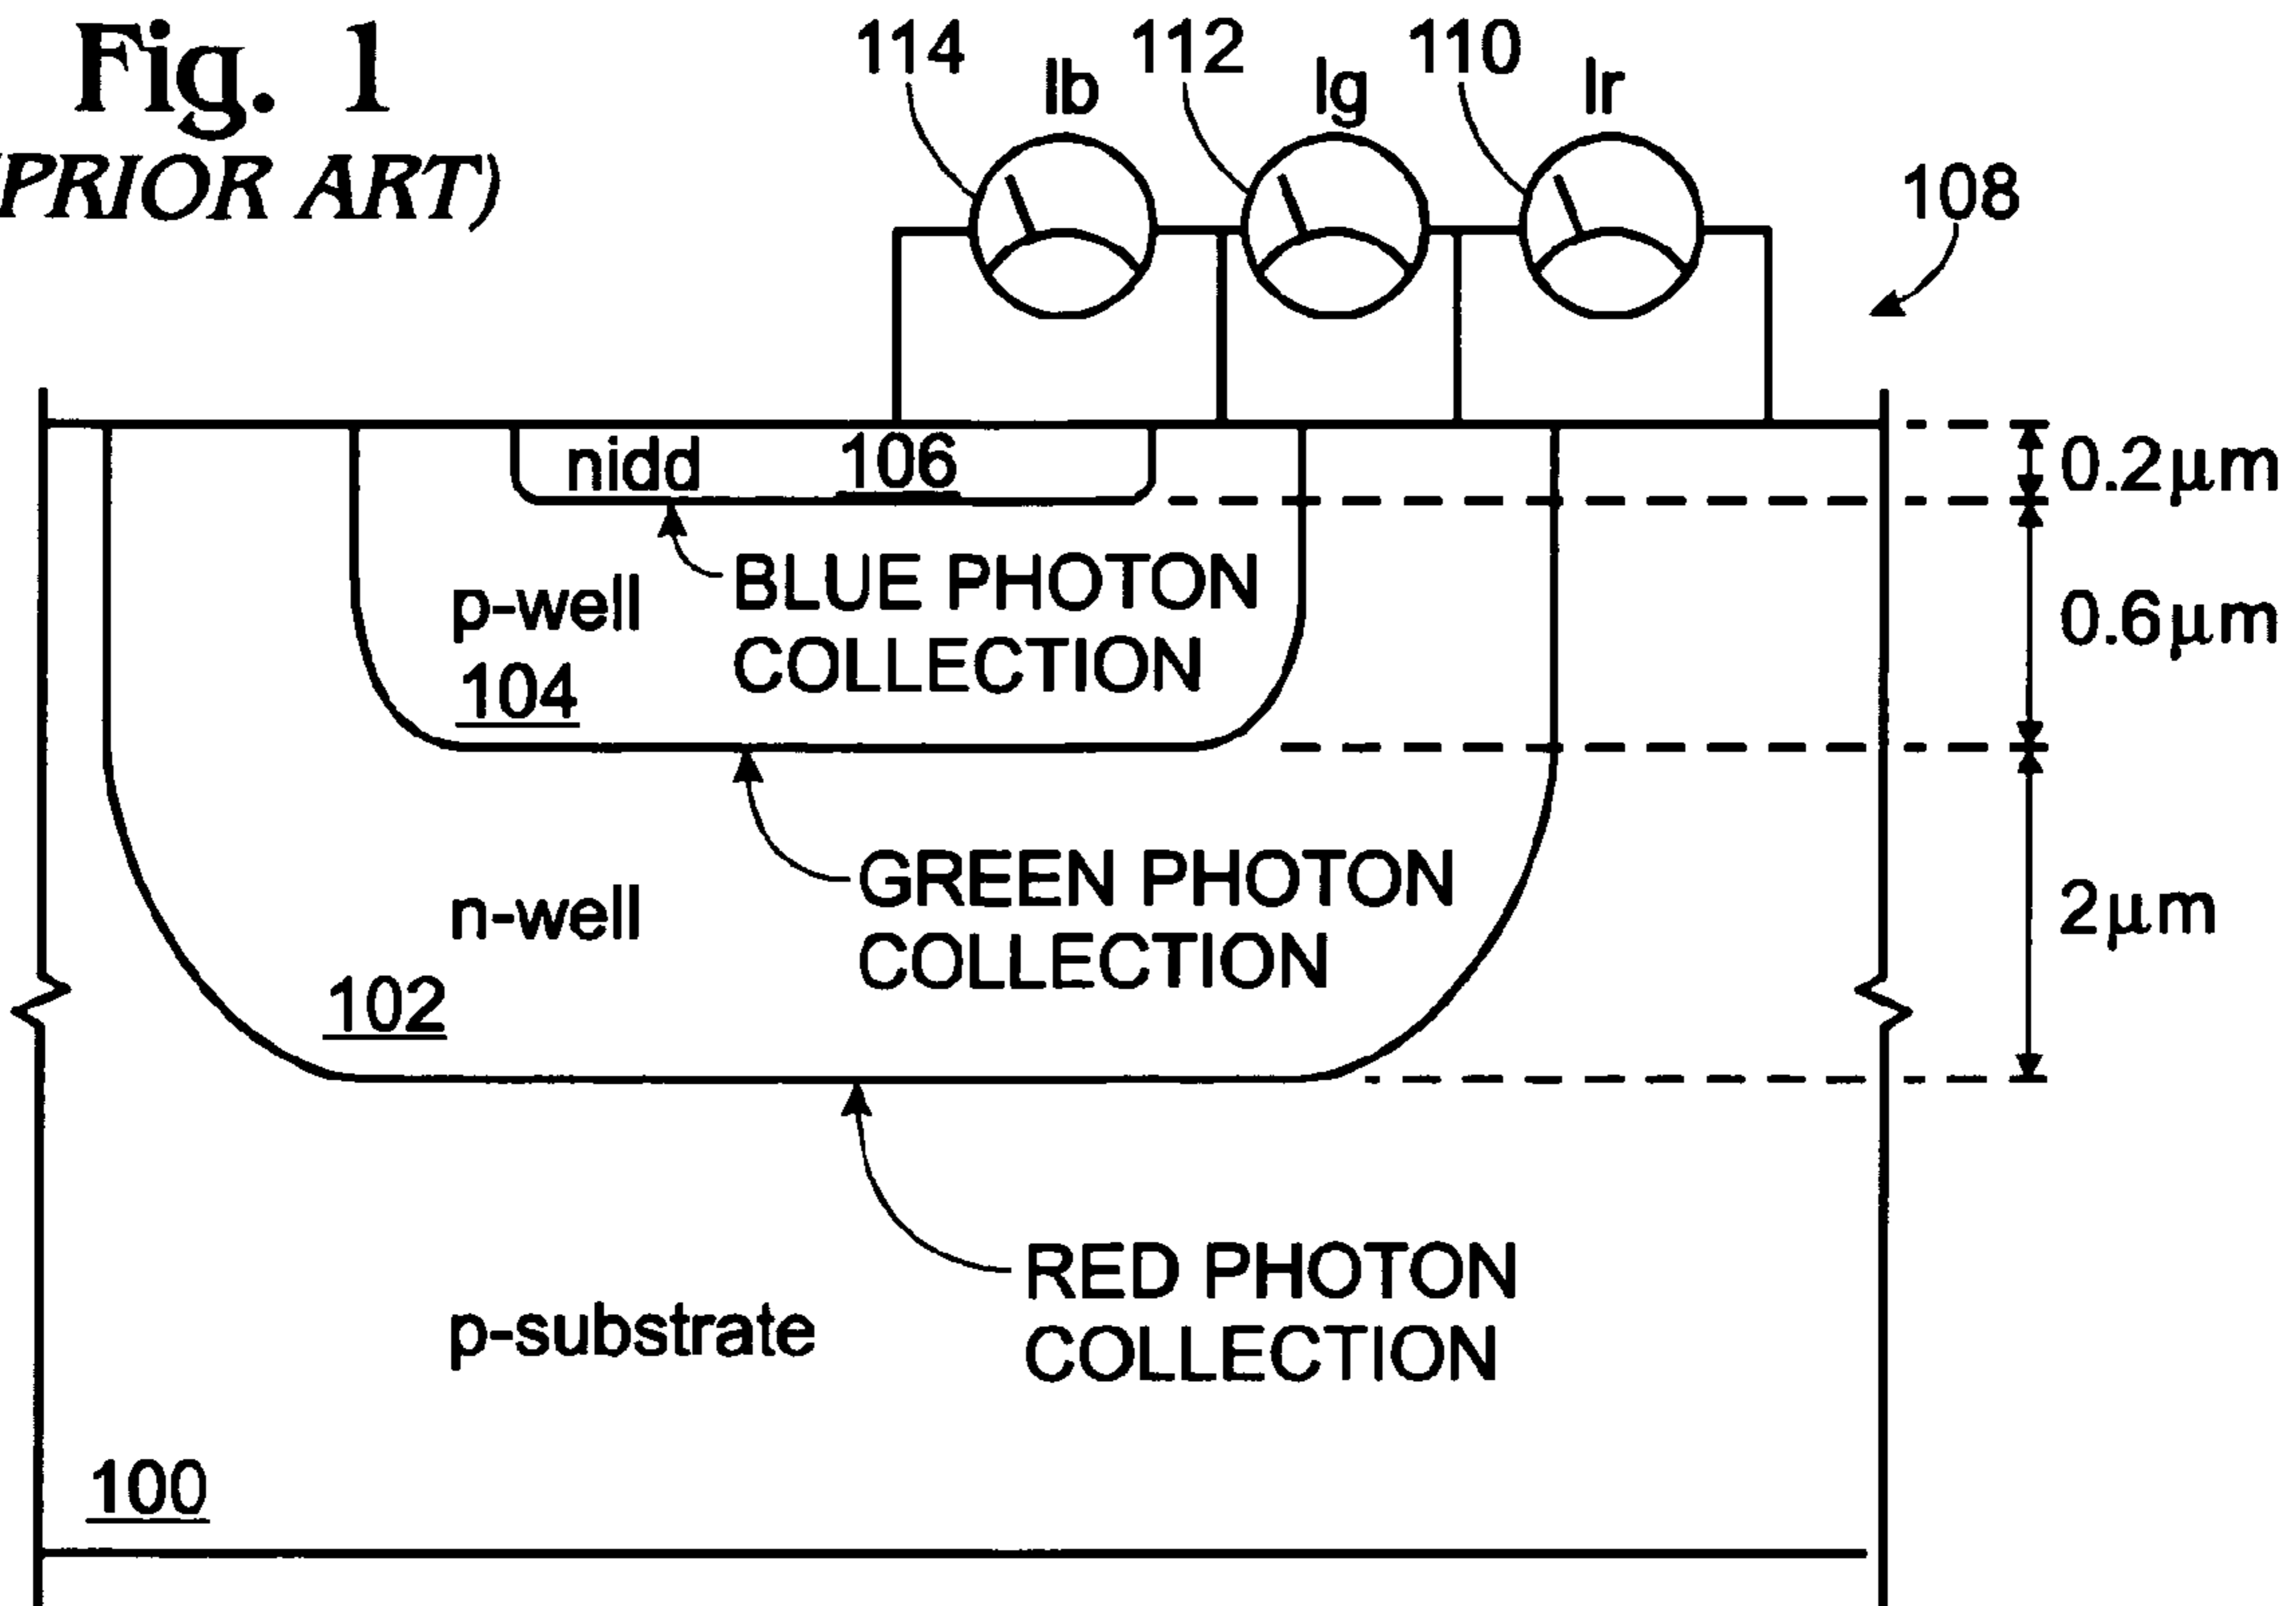 Fig. 1
(PRIOR ART)
114
Ib
112
Ig
110
Ir
108
nidd
106
0.2μm
BLUE PHOTON
COLLECTION
p-well
104
0.6μm
GREEN PHOTON
COLLECTION
n-well
102
2μm
RED PHOTON
COLLECTION
p-substrate
100